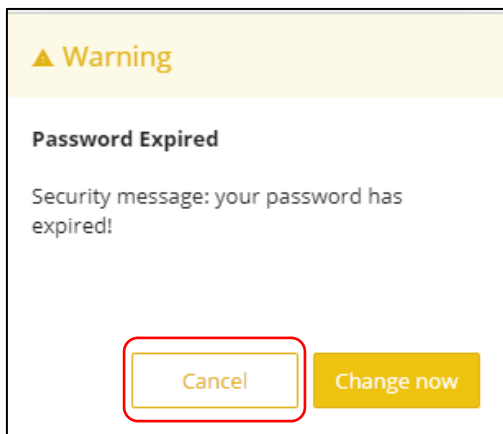 Warning
Password Expired
Security message: your password has
expired!
Cancel Change now